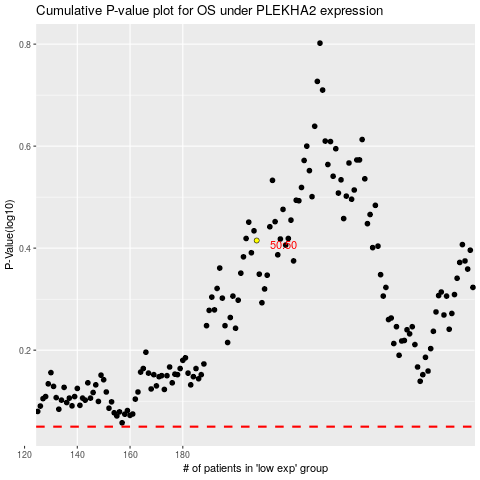 Cumulative P-value plot for OS under PLEKHA2 expression
P-Value(log10)
0.8
0.6
0.4
0.2
50:50
120 140 160 180
# of patients in 'low exp' group